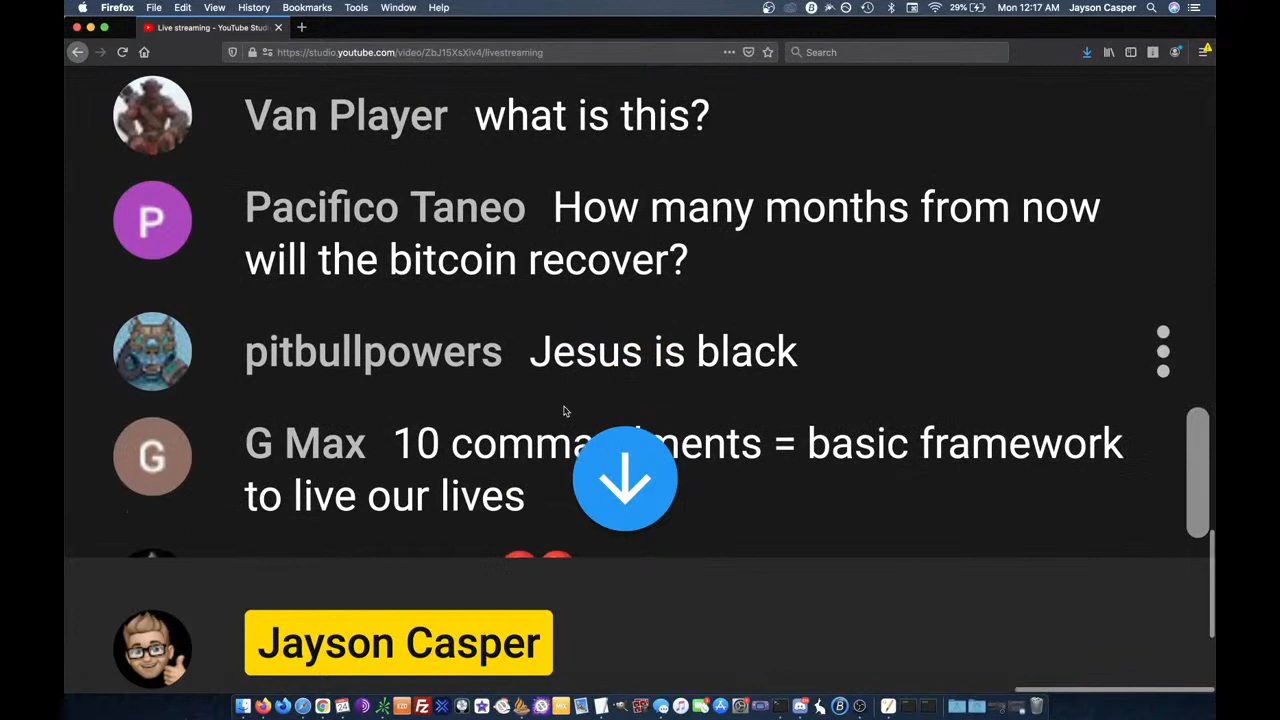 Firefox File Edit View History Bookmarks Tools Window Help 29% Mon 12:17 AM Jayson Casper
Live streaming - YouTube Studi
https://studio.youtube.com/video/ZbJ15XsXiv4/livestreaming Search
Van Player what is this?
P Pacifico Taneo How many months from now
will the bitcoin recover?
pitbullpowers Jesus is black
G G Max 10 comma ments = basic framework
to live our lives
Jayson Casper